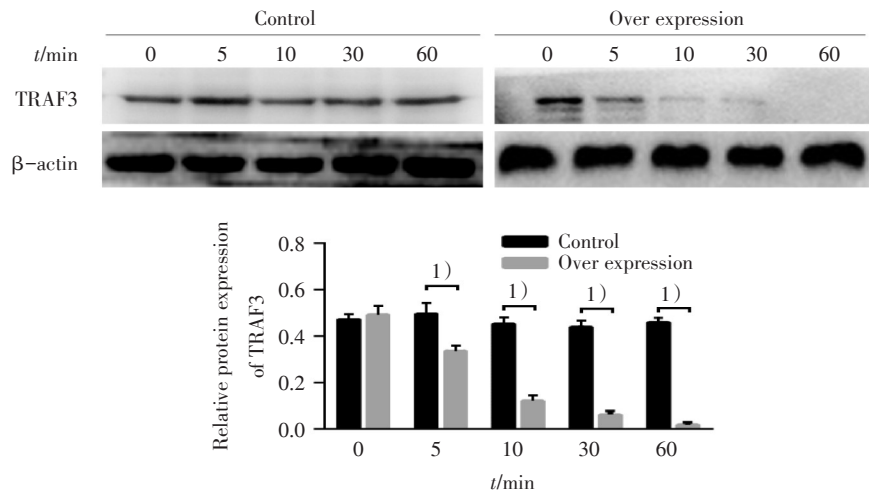 Control Over expression
t/min 0 5 10 30 60 0 5 10 30 60
TRAF3
β-actin
Relative protein expression
of TRAF3
0.8
0.6
0.4
0.2
0.0
Control
Over expression
1) 1) 1) 1)
0 5 10 30 60
t/min